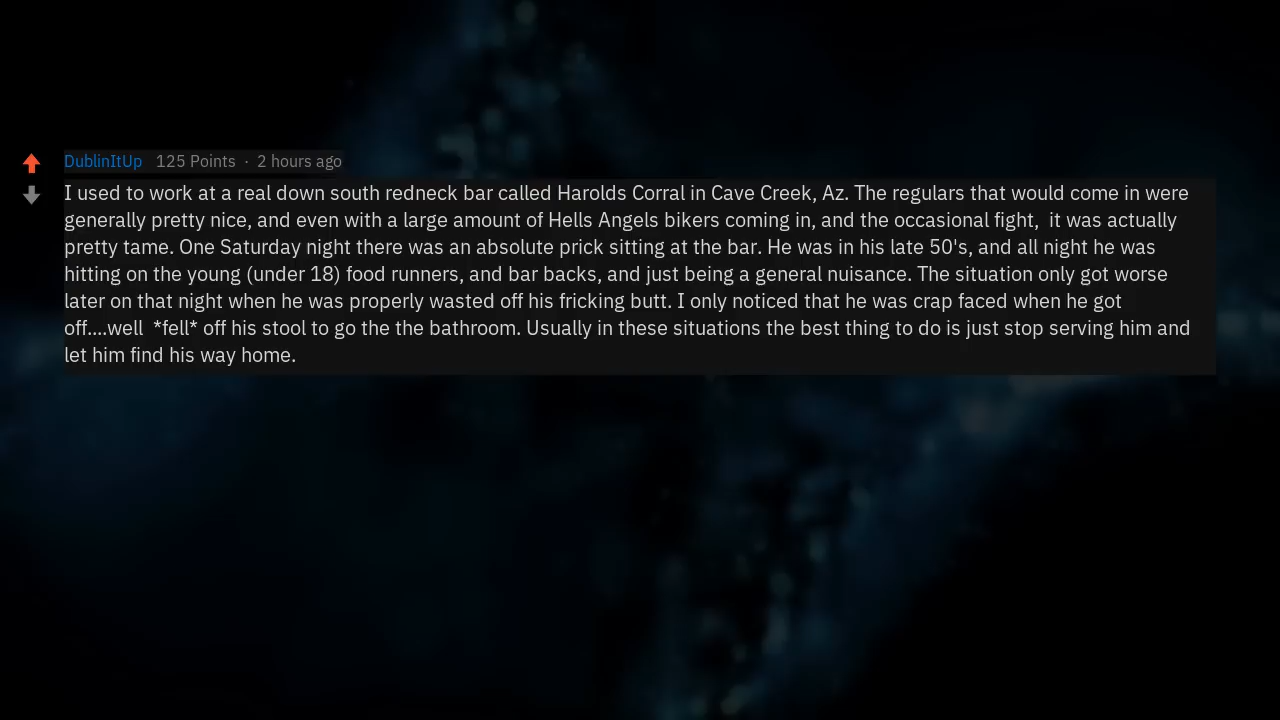 DublinItUp 125 Points · 2 hours ago
I used to work at a real down south redneck bar called Harolds Corral in Cave Creek, Az. The regulars that would come in were
generally pretty nice, and even with a large amount of Hells Angels bikers coming in, and the occasional fight,  it was actually
pretty tame. One Saturday night there was an absolute prick sitting at the bar. He was in his late 50's, and all night he was
hitting on the young (under 18) food runners, and bar backs, and just being a general nuisance. The situation only got worse
later on that night when he was properly wasted off his fricking butt. I only noticed that he was crap faced when he got
off....well  *fell* off his stool to go the the bathroom. Usually in these situations the best thing to do is just stop serving him and
let him find his way home.